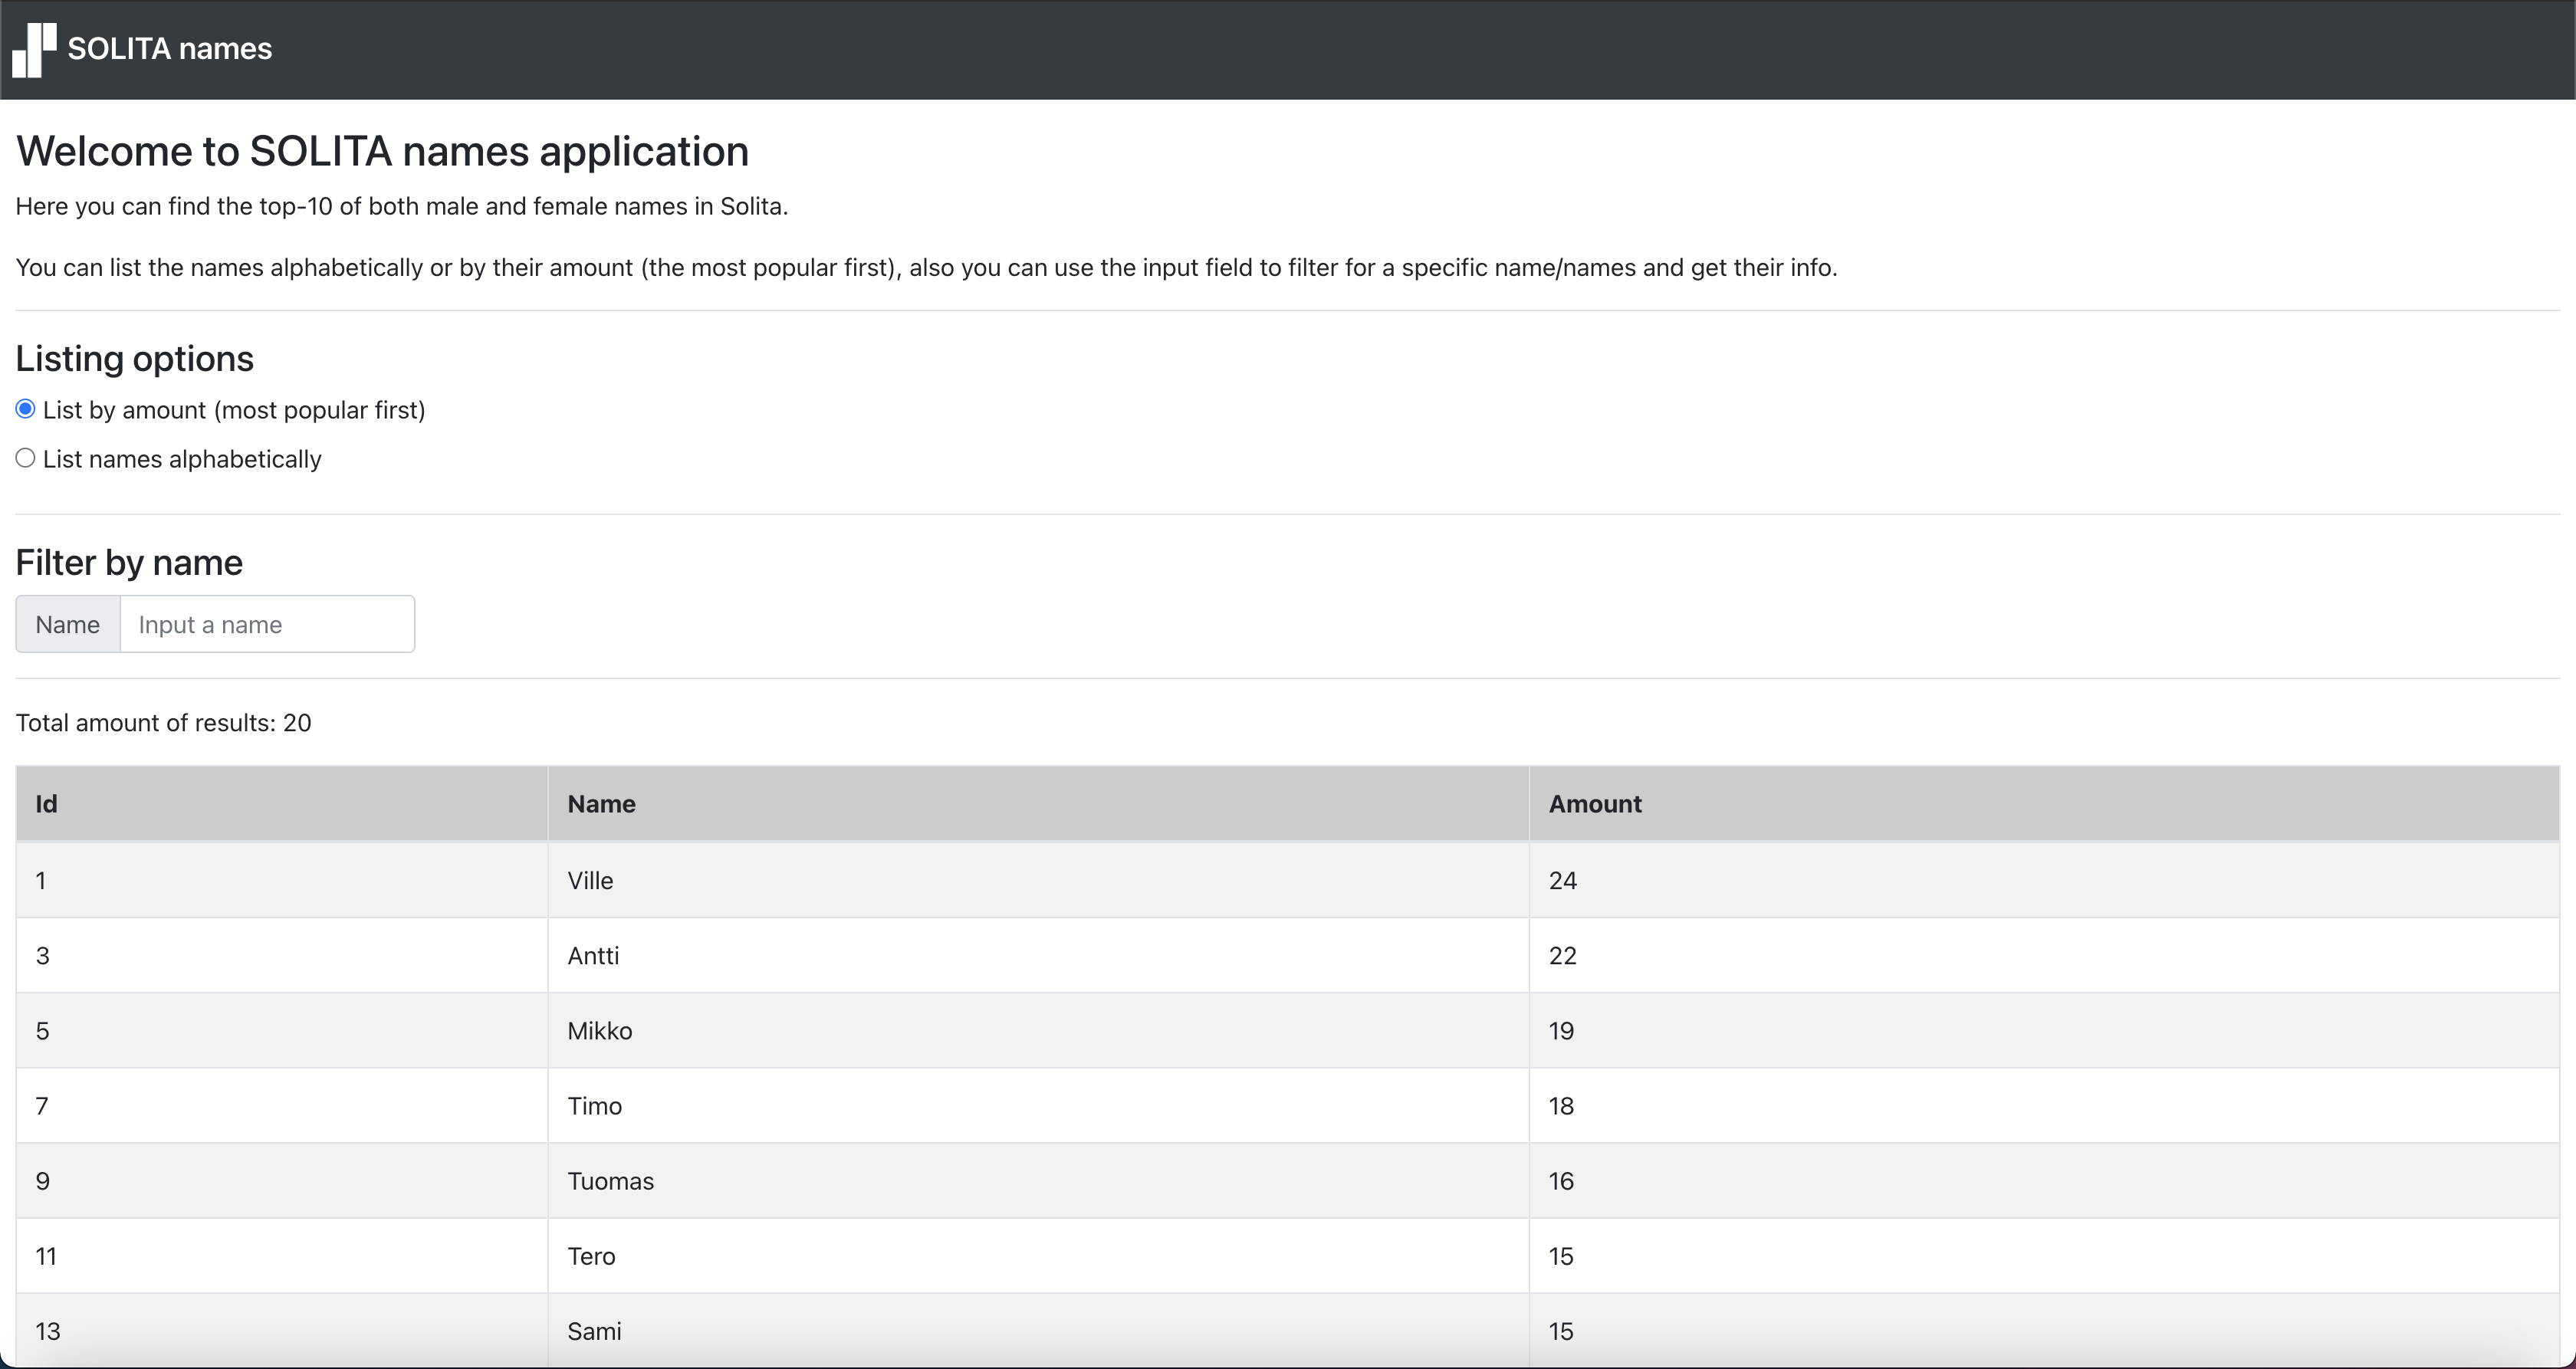 SOLITA names
Welcome to SOLITA names application
Here you can find the top-10 of both male and female names in Solita.
You can list the names alphabetically or by their amount (the most popular first), also you can use the input field to filter for a specific name/names and get their info.
Listing options
List by amount (most popular first)
List names alphabetically
Filter by name
Name Input a name
Total amount of results: 20
Id Name Amount
1 Ville 24
3 Antti 22
5 Mikko 19
7 Timo 18
9 Tuomas 16
11 Tero 15
13 Sami 15